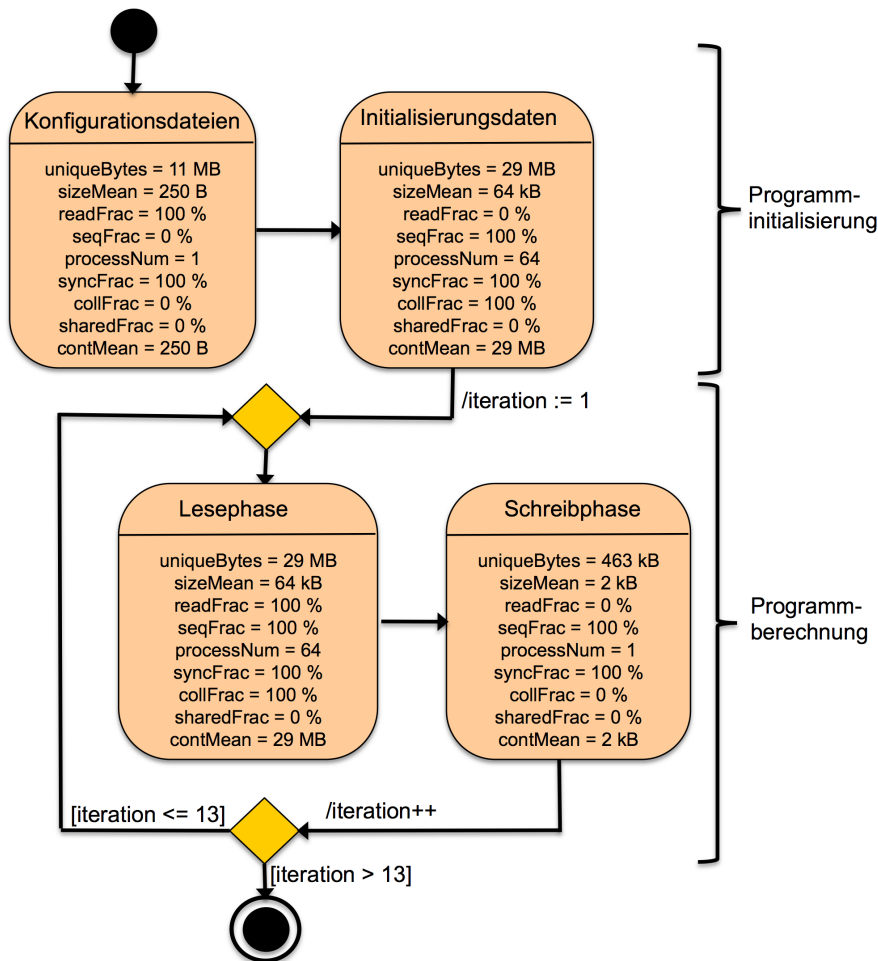 Konfigurationsdateien
uniqueBytes = 11 MB
sizeMean = 250 B
readFrac = 100 %
seqFrac = 0 %
processNum = 1
syncFrac = 100 %
collFrac = 0 %
sharedFrac = 0 %
contMean = 250 B
Initialisierungsdaten
uniqueBytes = 29 MB
sizeMean = 64 kB
readFrac = 0 %
seqFrac = 100 %
processNum = 64
syncFrac = 100 %
collFrac = 100 %
sharedFrac = 0 %
contMean = 29 MB
Programm-
initialisierung
/iteration := 1
Lesephase
uniqueBytes = 29 MB
sizeMean = 64 kB
readFrac = 100 %
seqFrac = 100 %
processNum = 64
syncFrac = 100 %
collFrac = 100 %
sharedFrac = 0 %
contMean = 29 MB
Schreibphase
uniqueBytes = 463 kB
sizeMean = 2 kB
readFrac = 0 %
seqFrac = 100 %
processNum = 1
syncFrac = 100 %
collFrac = 0 %
sharedFrac = 0 %
contMean = 2 kB
Programm-
berechnung
[iteration <= 13]
/iteration++
[iteration > 13]